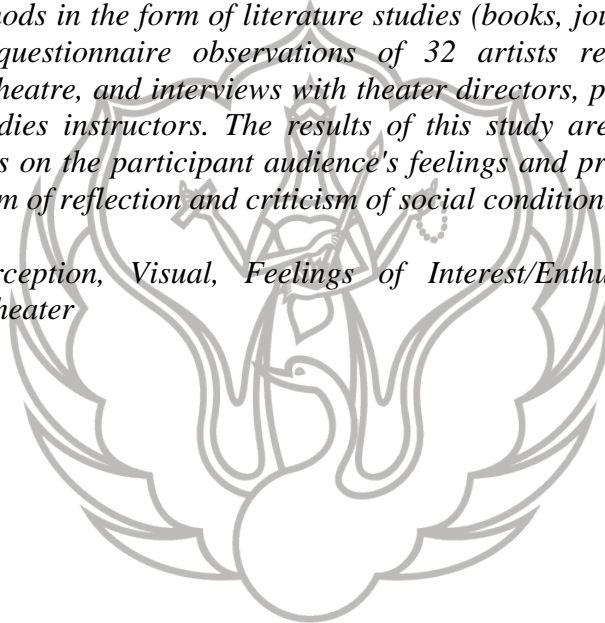 ods in the form of literature studies (books, jou
questionnaire observations of 32 artists re
heatre, and interviews with theater directors, p
dies instructors. The results of this study are
s on the participant audience's feelings and pr
m of reflection and criticism of social condition
rception, Visual, Feelings of Interest/Enthu
heater